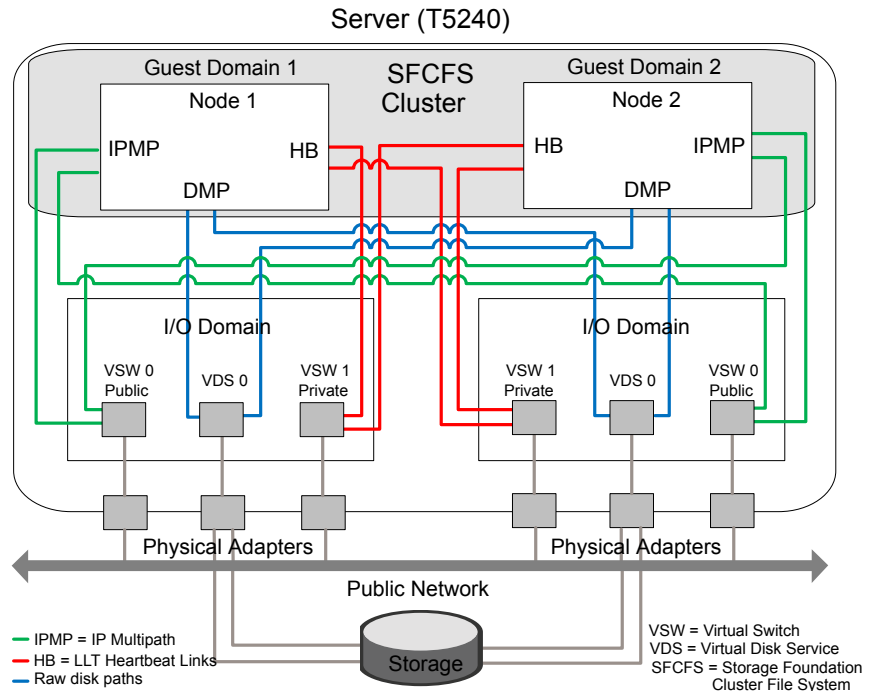 Server (T5240)
Guest Domain 1
SFCFS
Cluster
Guest Domain 2
Node 1
Node 2
IPMP
HB
DMP
HB
IPMP
DMP
I/O Domain
I/O Domain
VSW 0
Public
VDS 0
VSW 1
Private
VSW 1
Private
VDS 0
VSW 0
Public
Physical Adapters
Physical Adapters
Public Network
Storage
IPMP = IP Multipath
HB = LLT Heartbeat Links
Raw disk paths
VSW = Virtual Switch
VDS = Virtual Disk Service
SFCFS = Storage Foundation
Cluster File System